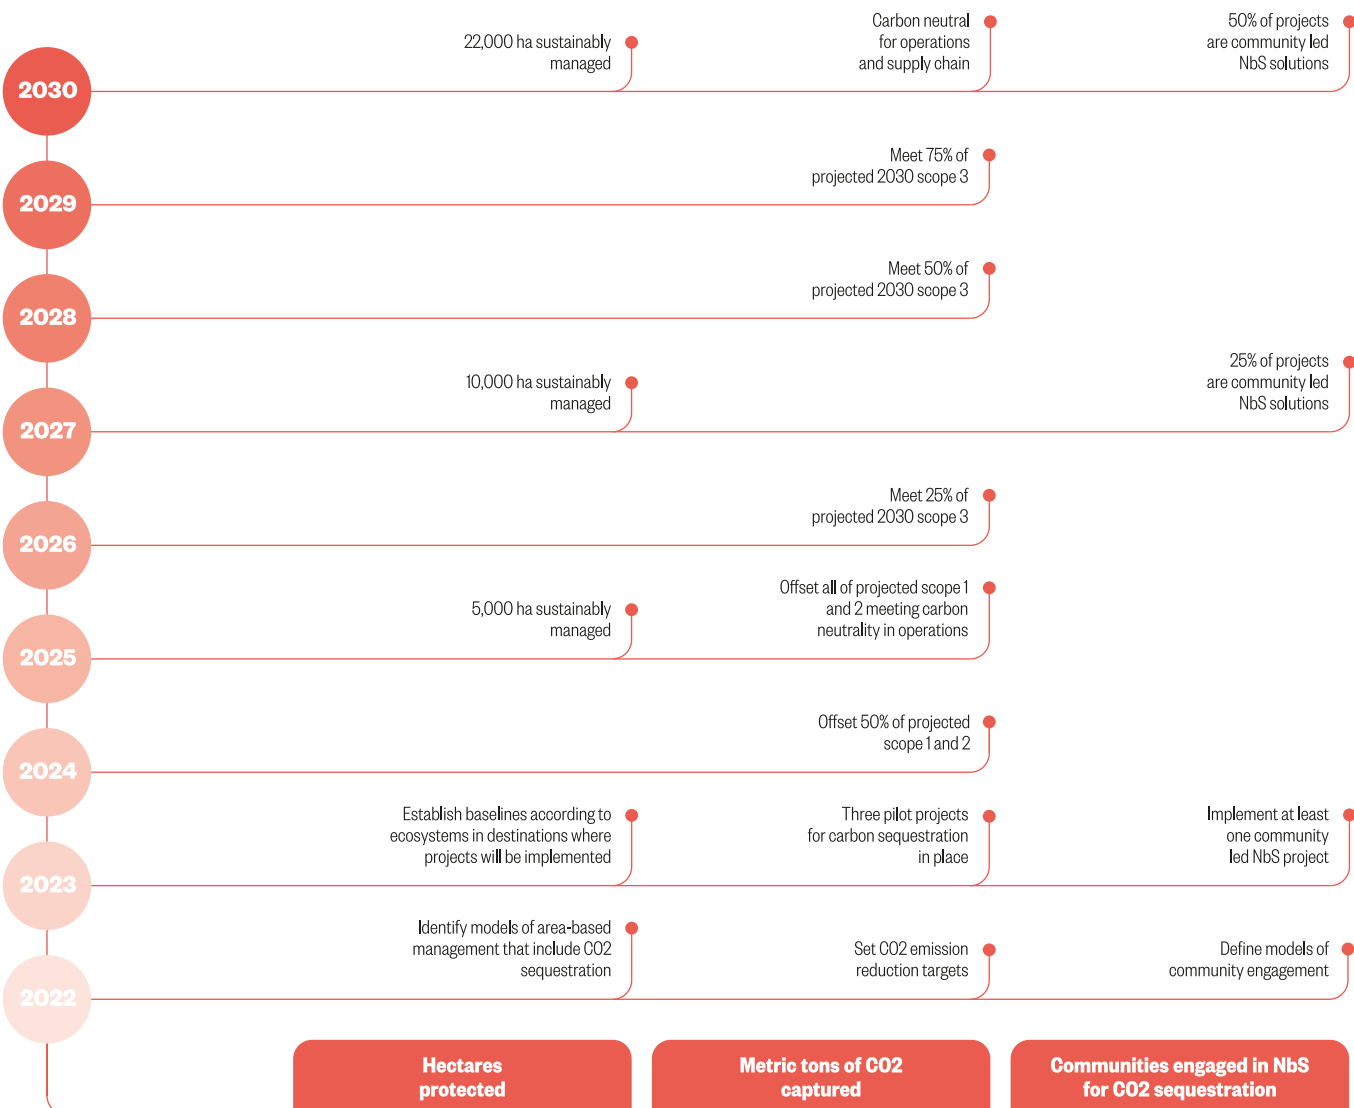 2030
22,000 ha sustainably
managed
Carbon neutral
for operations
and supply chain
50% of projects
are community led
NbS solutions
2029
Meet 75% of
projected 2030 scope 3
2028
Meet 50% of
projected 2030 scope 3
2027
10,000 ha sustainably
managed
25% of projects
are community led
NbS solutions
2026
Meet 25% of
projected 2030 scope 3
2025
5,000 ha sustainably
managed
Offset all of projected scope 1
and 2 meeting carbon
neutrality in operations
2024
Offset 50% of projected
scope 1 and 2
2023
Establish baselines according to
ecosystems in destinations where
projects will be implemented
Three pilot projects
for carbon sequestration
in place
Implement at least
one community
led NbS project
2022
Identify models of area-based
management that include CO2
sequestration
Set CO2 emission
reduction targets
Define models of
community engagement
Hectares
protected
Metric tons of CO2
captured
Communities engaged in NbS
for CO2 sequestration